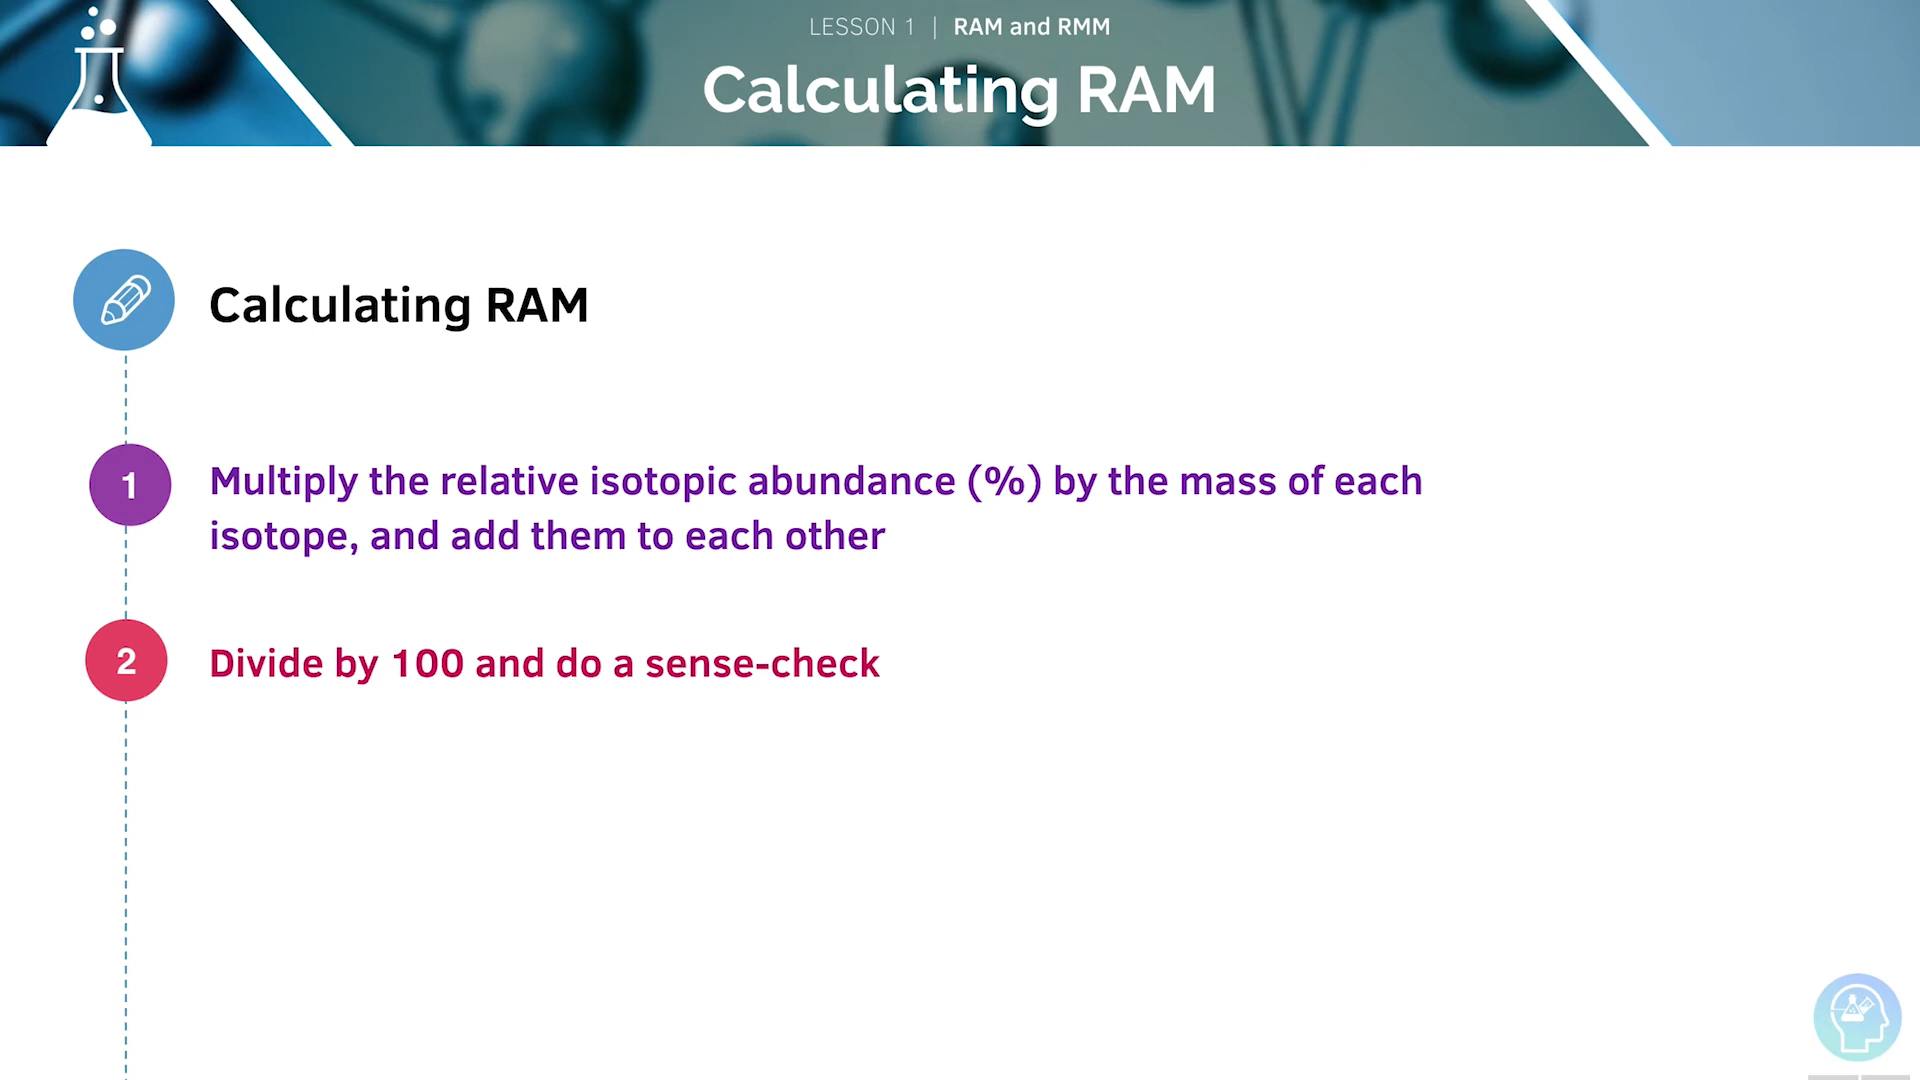 LESSON 1 | RAM and RMM
Calculating RAM
Calculating RAM
1
Multiply the relative isotopic abundance (%) by the mass of each
isotope, and add them to each other
2
Divide by 100 and do a sense-check